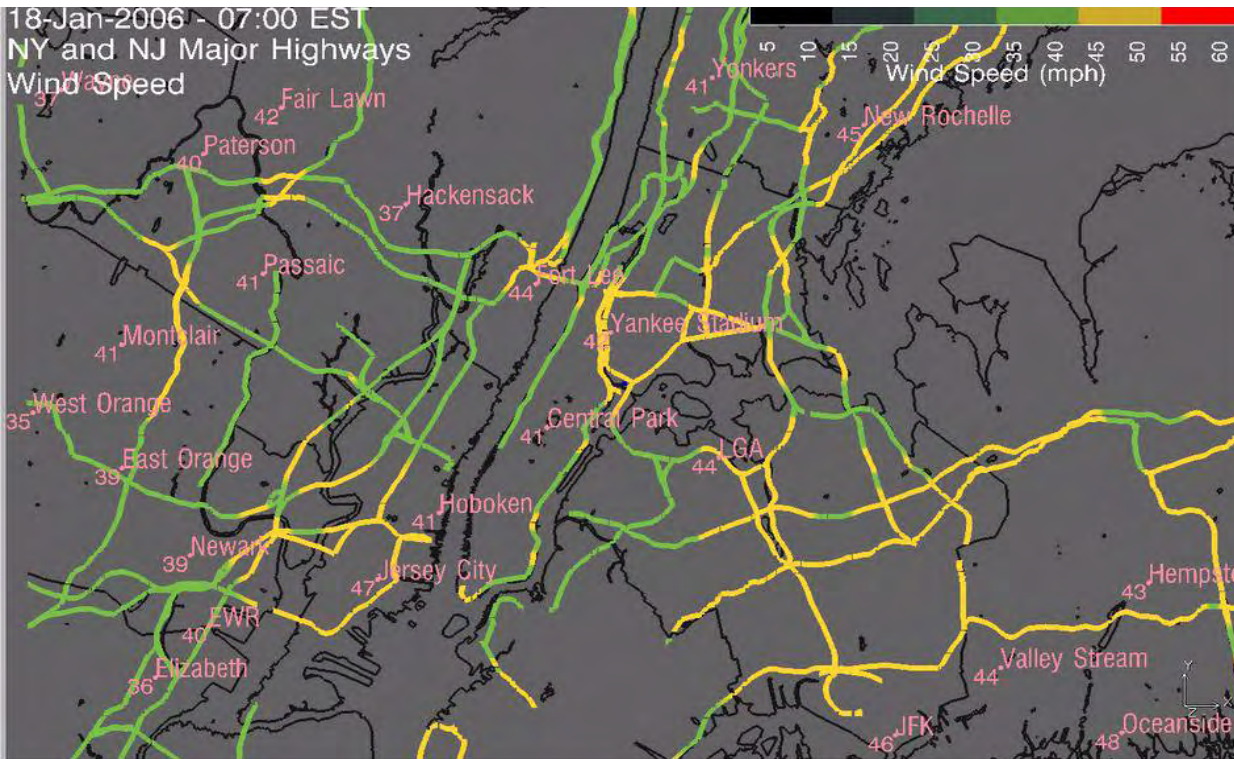 18-Jan-2006 - 07:00 EST
NY and NJ Major Highways
Wind Speed
5 10 15 20 25 30 35 40 45 50 55 60
Wind Speed (mph)
37 Wayne
41 Yonkers
42 Fair Lawn
45 New Rochelle
40 Paterson
37 Hackensack
41 Passaic
44 Fort Lee
Yankee Stadium
41 Montclair
35 West Orange
41 Central Park
44 LGA
39 East Orange
41 Hoboken
39 Newark
47 Jersey City
43 Hempste
40 EWR
36 Elizabeth
44 Valley Stream
46 JFK
48 Oceanside
Y
Z X